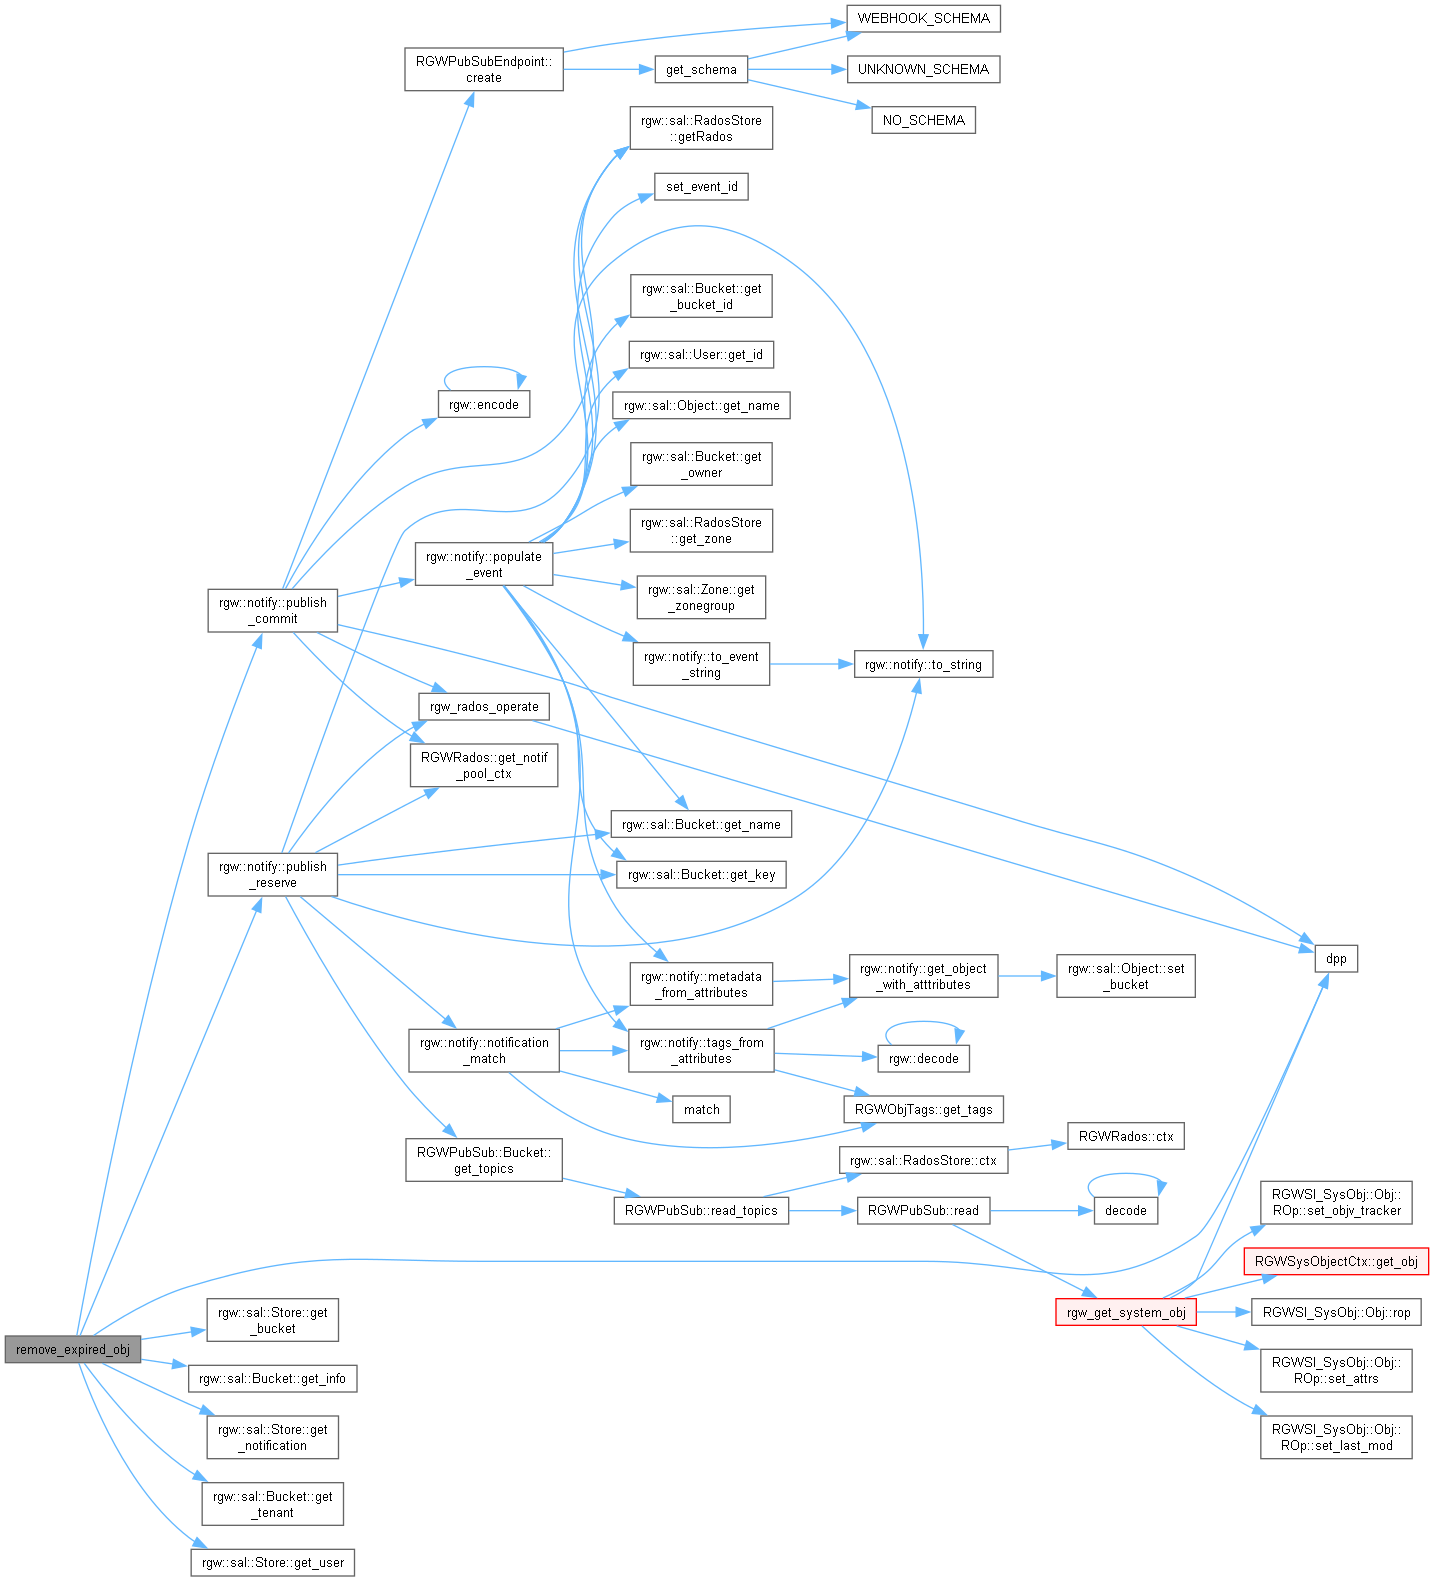 WEBHOOK_SCHEMA
RGWPubSubEndpoint::
create
get_schema
UNKNOWN_SCHEMA
NO_SCHEMA
rgw::sal::RadosStore
::getRados
set_event_id
rgw::sal::Bucket::get
_bucket_id
rgw::sal::User::get_id
rgw::encode
rgw::sal::Object::get_name
rgw::sal::Bucket::get
_owner
rgw::sal::RadosStore
::get_zone
rgw::notify::populate
_event
rgw::sal::Zone::get
_zonegroup
rgw::notify::publish
_commit
rgw::notify::to_event
_string
rgw::notify::to_string
rgw_rados_operate
RGWRados::get_notif
_pool_ctx
rgw::sal::Bucket::get_name
rgw::notify::publish
_reserve
rgw::sal::Bucket::get_key
dpp
rgw::notify::metadata
_from_attributes
rgw::notify::get_object
_with_atttributes
rgw::sal::Object::set
_bucket
rgw::notify::notification
_match
rgw::notify::tags_from
_attributes
rgw::decode
match
RGWObjTags::get_tags
RGWPubSub::Bucket::
get_topics
rgw::sal::RadosStore::ctx
RGWRados::ctx
RGWPubSub::read_topics
RGWPubSub::read
decode
RGWSI_SysObj::Obj::
ROp::set_objv_tracker
RGWSysObjectCtx::get_obj
rgw_get_system_obj
RGWSI_SysObj::Obj::rop
rgw::sal::Store::get
_bucket
remove_expired_obj
rgw::sal::Bucket::get_info
RGWSI_SysObj::Obj::
ROp::set_attrs
rgw::sal::Store::get
_notification
RGWSI_SysObj::Obj::
ROp::set_last_mod
rgw::sal::Bucket::get
_tenant
rgw::sal::Store::get_user